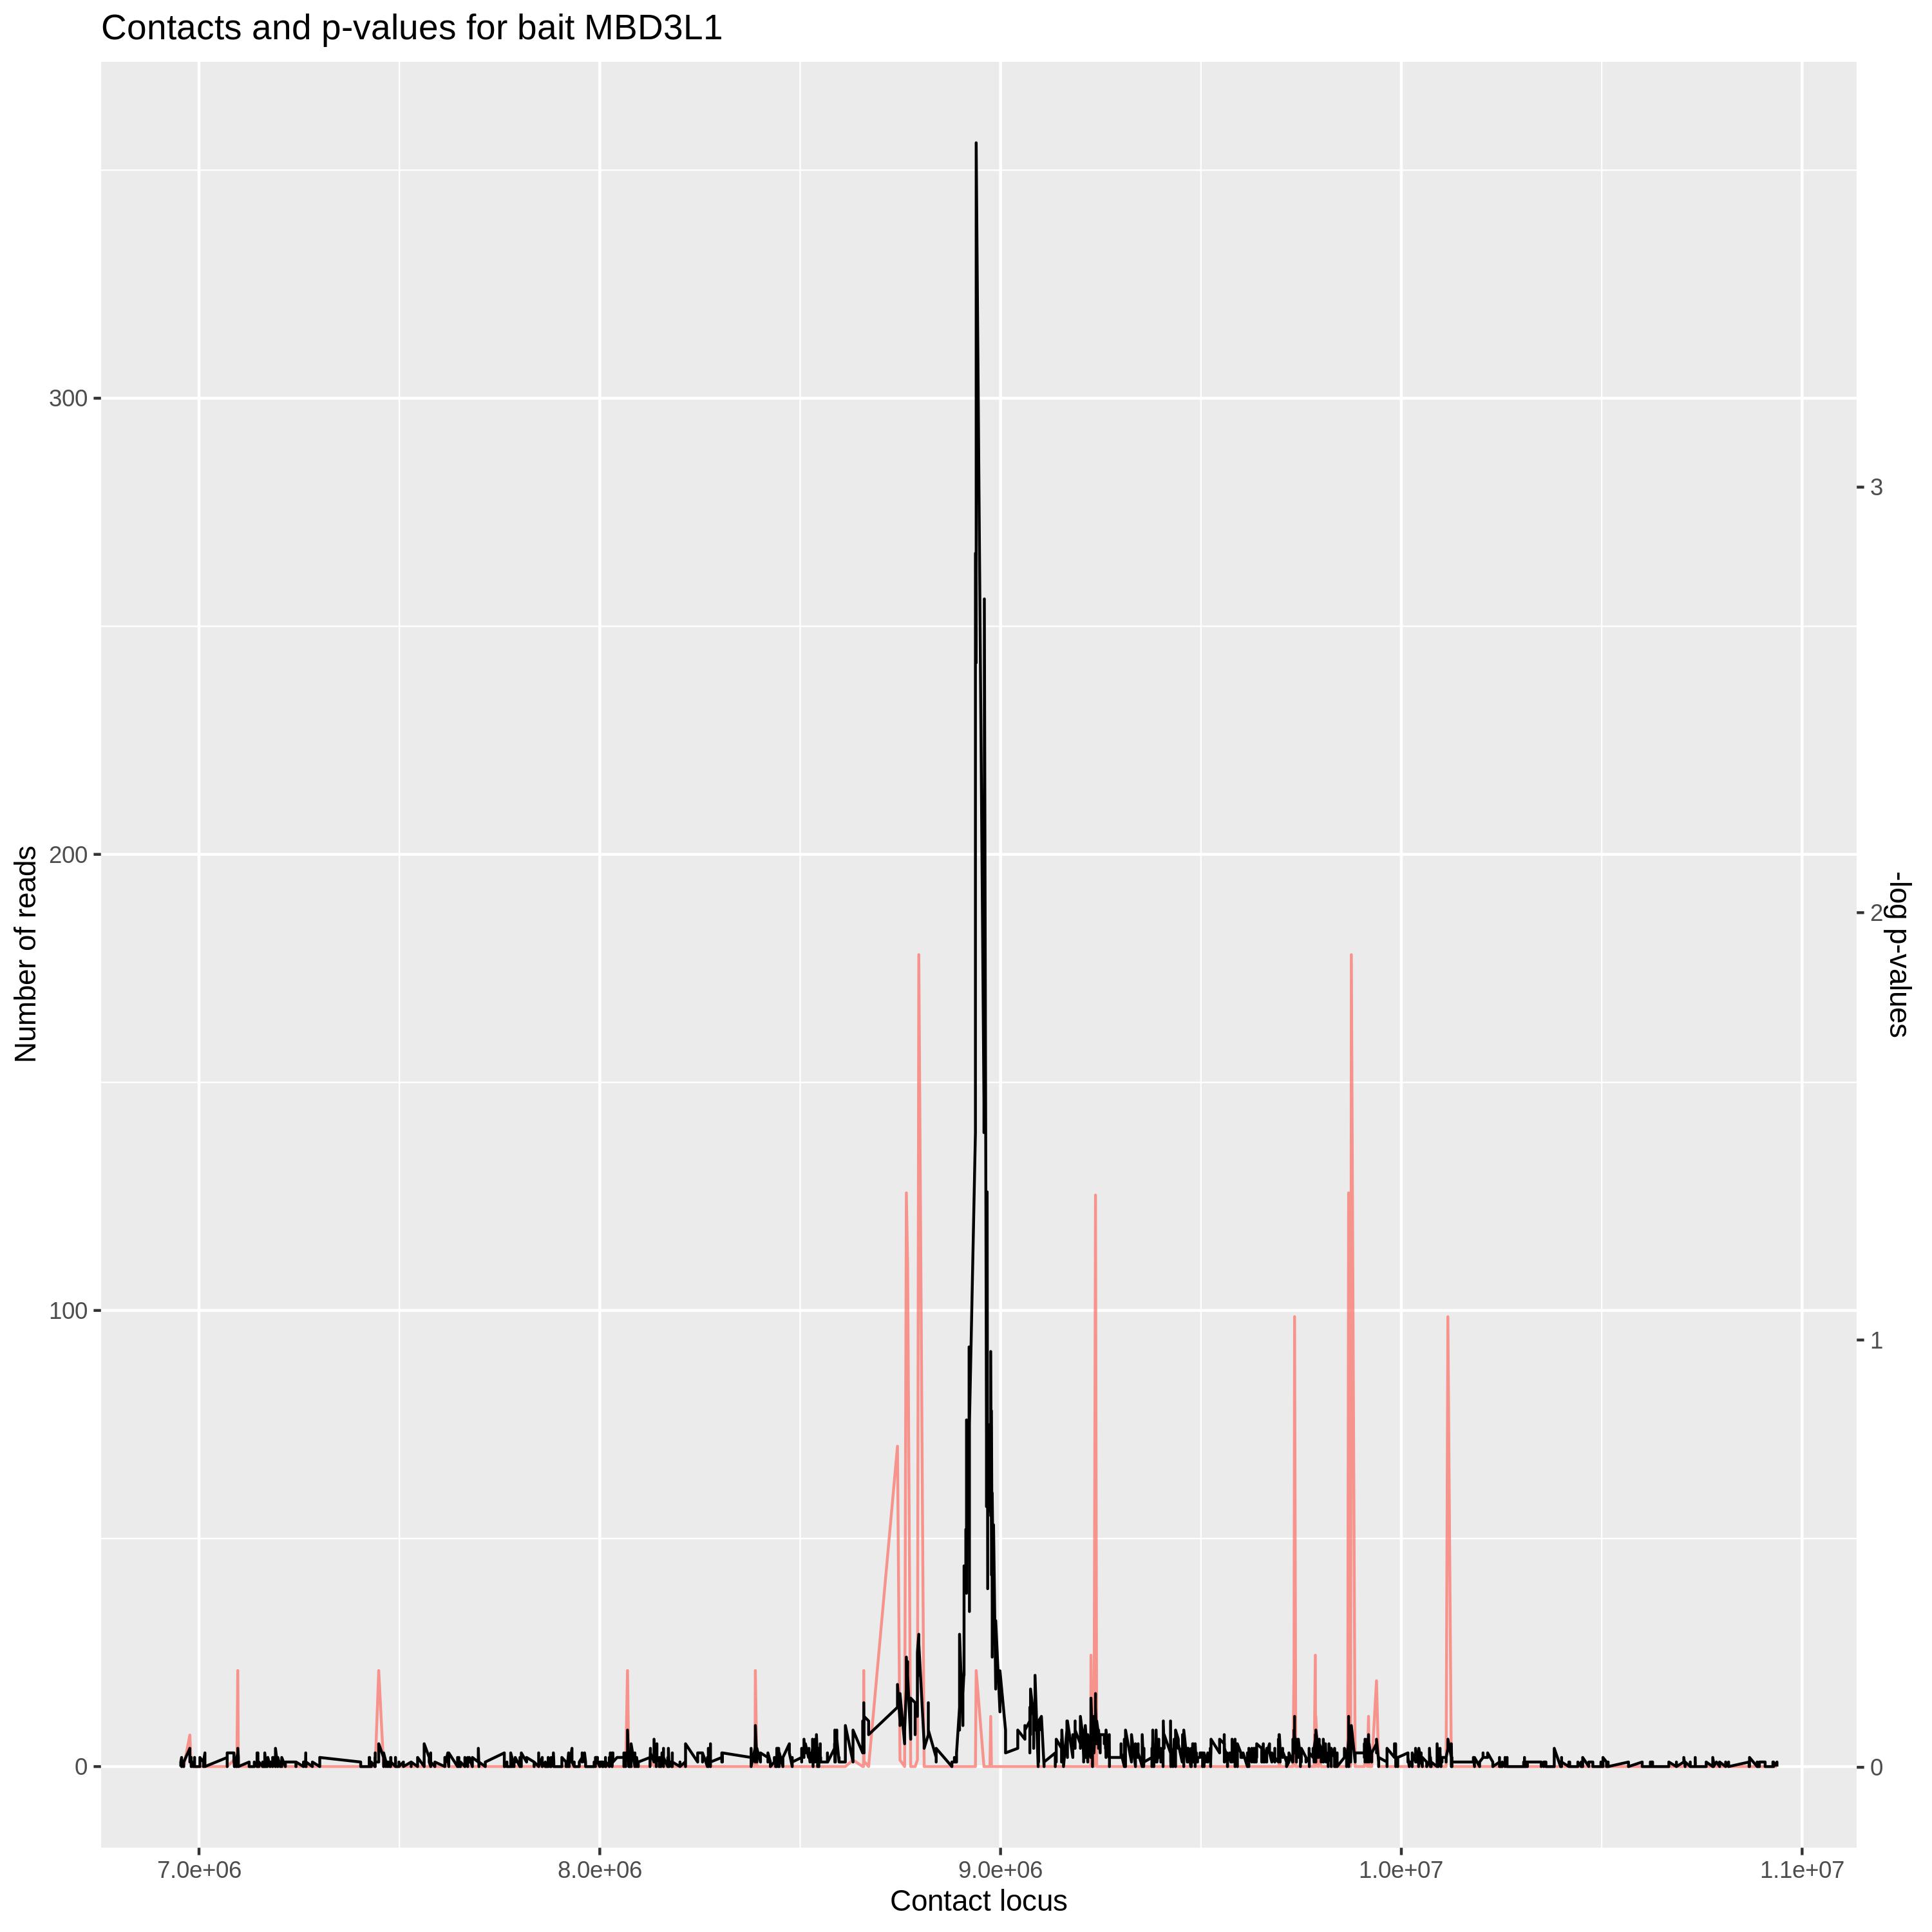 Contacts and p-values for bait MBD3L1
300
200
100
0
Number of reads
3
2
1
0
-log p-values
7.0e+06
8.0e+06
9.0e+06
1.0e+07
1.1e+07
Contact locus